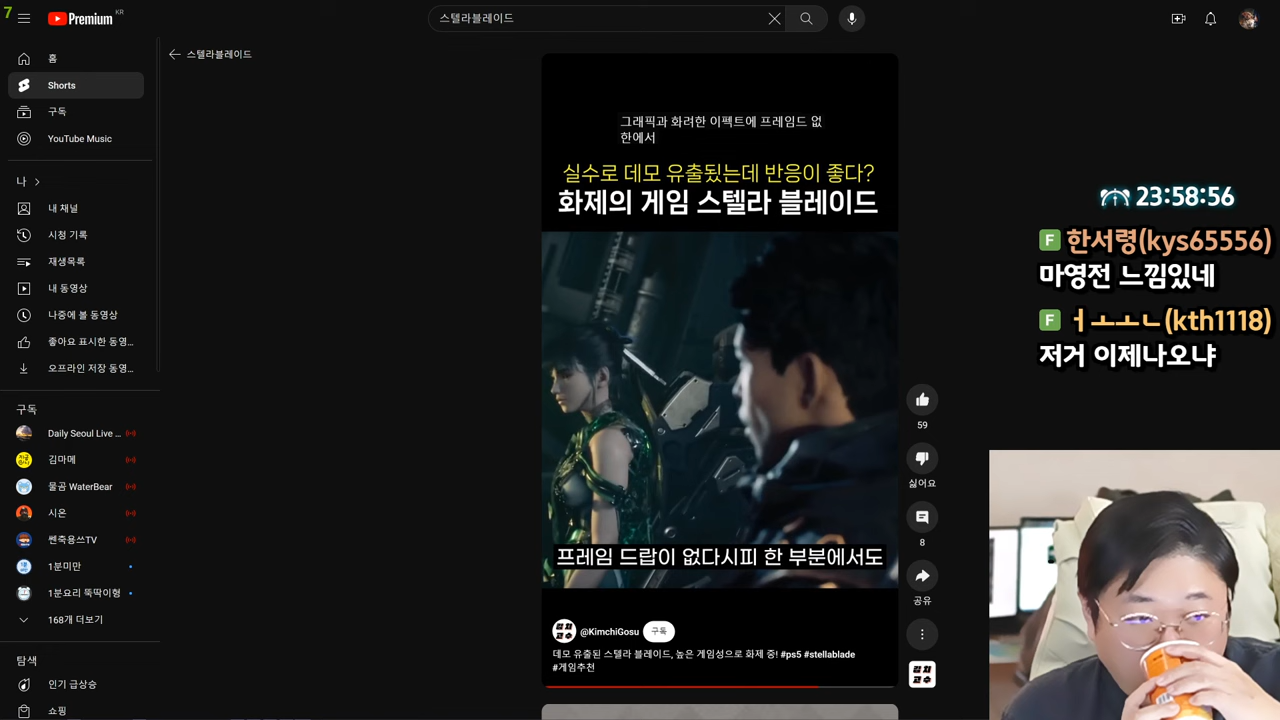 7
Premium KR
스텔라블레이드
홈
Shorts
구독
YouTube Music
나
내 채널
시청 기록
재생목록
내 동영상
나중에 볼 동영상
좋아요 표시한 동영...
오프라인 저장 동영...
구독
Daily Seoul Live ...
김마메
물곰 WaterBear
시온
쎈죽용쓰TV
1분미만
1분요리 뚝딱이형
168개 더보기
탐색
인기 급상승
쇼핑
스텔라블레이드
그래픽과 화려한 이펙트에 프레임드 없
한에서
실수로 데모 유출됐는데 반응이 좋다?
화제의 게임 스텔라 블레이드
프레임 드랍이 없다시피 한 부분에서도
@KimchiGosu 구독
데모 유출된 스텔라 블레이드, 높은 게임성으로 화제 중! #ps5 #stellablade
#게임추천
59
싫어요
8
공유
김치
고수
23:58:56
F 한서령(kys65556)
마영전 느낌있네
F ㅕㅗㅗㄴ(kth1118)
저거 이제나오냐